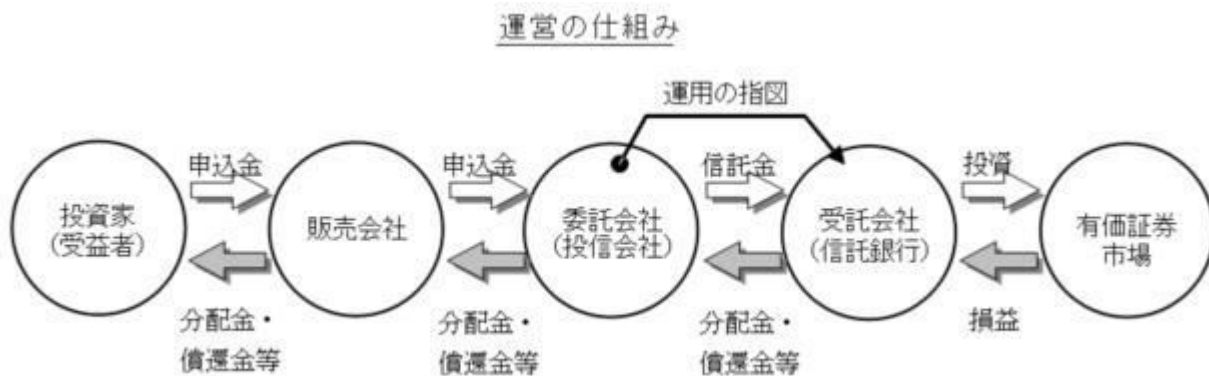 運営の仕組み
運用の指図
申込金
申込金
信託金
投資
投資家
(受益者)
販売会社
委託会社
(投信会社)
受託会社
(信託銀行)
有価証券
市場
分配金・
償還金等
分配金・
償還金等
分配金・
償還金等
損益